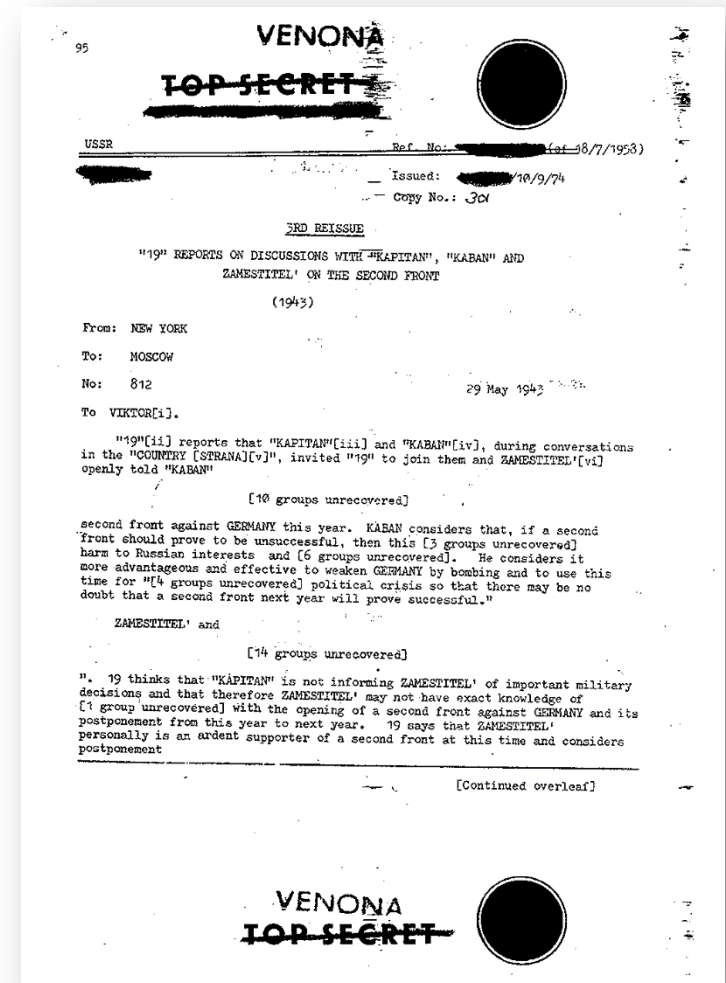 95
VENONA
TOP SECRET
USSR
Ref. No: (of 18/7/1953)
Issued: /10/9/74
Copy No.: 301
3RD REISSUE
"19" REPORTS ON DISCUSSIONS WITH "KAPITAN", "KABAN" AND
ZAMESTITEL' ON THE SECOND FRONT
(1943)
From: NEW YORK
To: MOSCOW
No: 812
29 May 1943
To VIKTOR[i].
"19"[ii] reports that "KAPITAN"[iii] and "KABAN"[iv], during conversations
in the "COUNTRY [STRANA][v]", invited "19" to join them and ZAMESTITEL'[vi]
openly told "KABAN"
[10 groups unrecovered]
second front against GERMANY this year. KABAN considers that, if a second
front should prove to be unsuccessful, then this [3 groups unrecovered]
harm to Russian interests and [6 groups unrecovered]. He considers it
more advantageous and effective to weaken GERMANY by bombing and to use this
time for "[4 groups unrecovered] political crisis so that there may be no
doubt that a second front next year will prove successful."
ZAMESTITEL' and
[14 groups unrecovered]
". 19 thinks that "KAPITAN" is not informing ZAMESTITEL' of important military
decisions and that therefore ZAMESTITEL' may not have exact knowledge of
[1 group unrecovered] with the opening of a second front against GERMANY and its
postponement from this year to next year. 19 says that ZAMESTITEL'
personally is an ardent supporter of a second front at this time and considers
postponement
[Continued overleaf]
VENONA
TOP SECRET